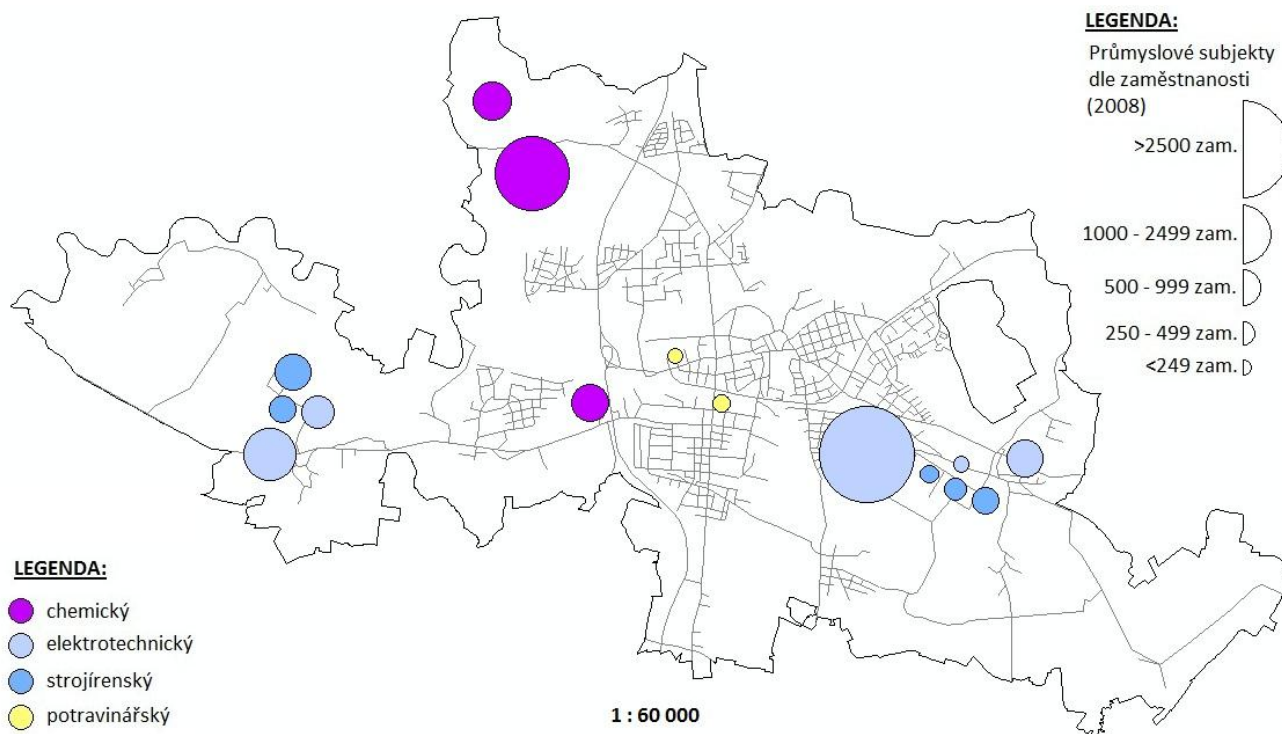 LEGENDA:
Průmyslové subjekty
dle zaměstnanosti
(2008)
>2500 zam.
1000 - 2499 zam.
500 - 999 zam.
250 - 499 zam.
<249 zam.
LEGENDA:
chemický
elektrotechnický
strojírenský
potravinářský
1 : 60 000